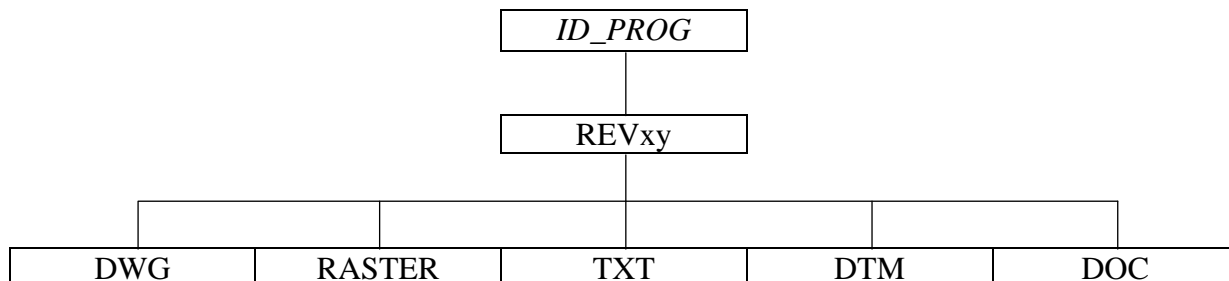 ID_PROG
REVxy
DWG RASTER TXT DTM DOC